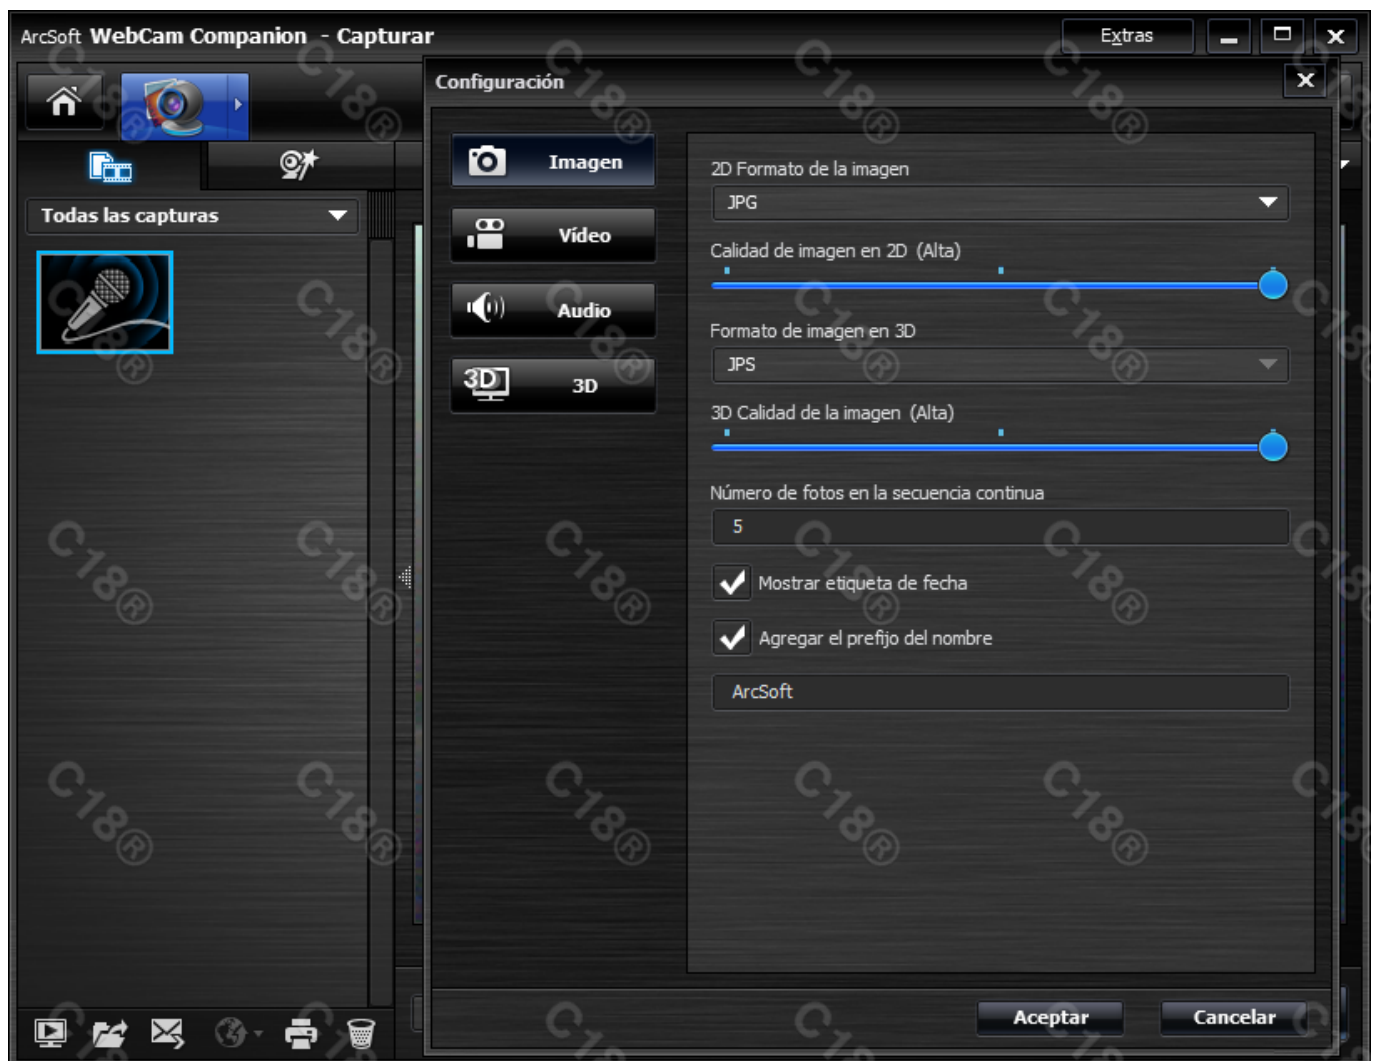 ArcSoft WebCam Companion - Capturar
Extras
Configuración
Imagen
Vídeo
Audio
3D 3D
Todas las capturas
2D Formato de la imagen
JPG
Calidad de imagen en 2D (Alta)
Formato de imagen en 3D
JPS
3D Calidad de la imagen (Alta)
Número de fotos en la secuencia continua
5
Mostrar etiqueta de fecha
Agregar el prefijo del nombre
ArcSoft
Aceptar
Cancelar
C18®